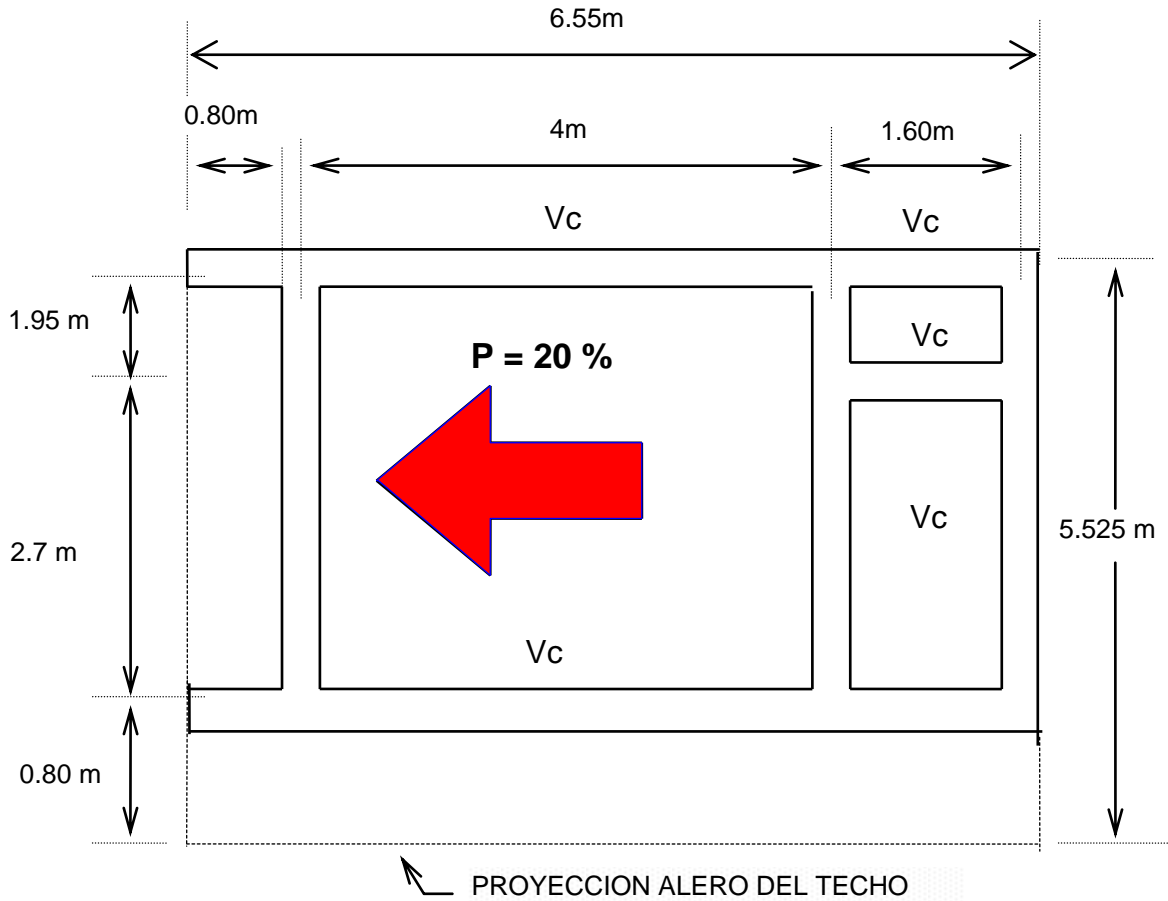 6.55m
0.80m
4m
1.60m
Vc
Vc
1.95 m
Vc
P = 20 %
Vc
5.525 m
2.7 m
Vc
0.80 m
PROYECCION ALERO DEL TECHO